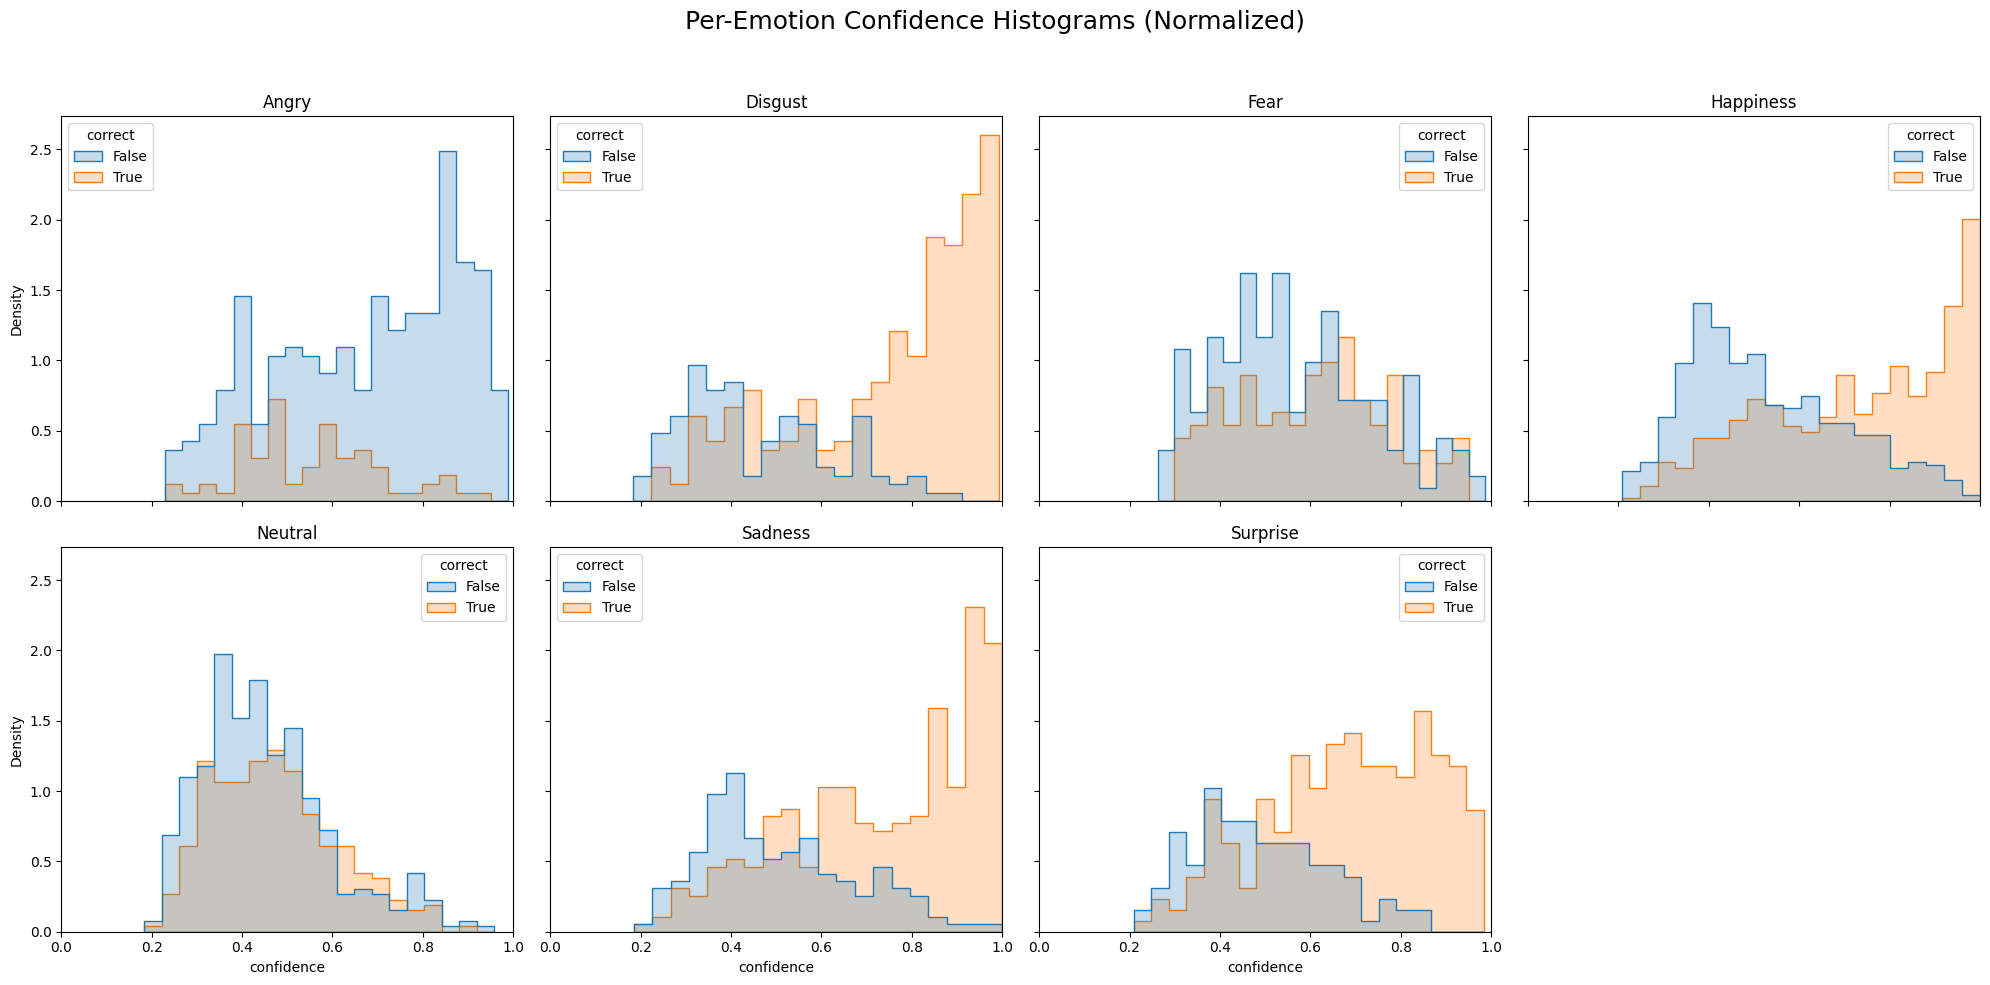 Per-Emotion Confidence Histograms (Normalized)
Angry
Disgust
Fear
Happiness
correct
False
True
correct
False
True
correct
False
True
correct
False
True
2.5
2.0
1.5
1.0
0.5
0.0
Density
Neutral
Sadness
Surprise
correct
False
True
correct
False
True
correct
False
True
2.5
2.0
1.5
1.0
0.5
0.0
Density
0.0 0.2 0.4 0.6 0.8 1.0
confidence
0.2 0.4 0.6 0.8 1.0
confidence
0.0 0.2 0.4 0.6 0.8 1.0
confidence